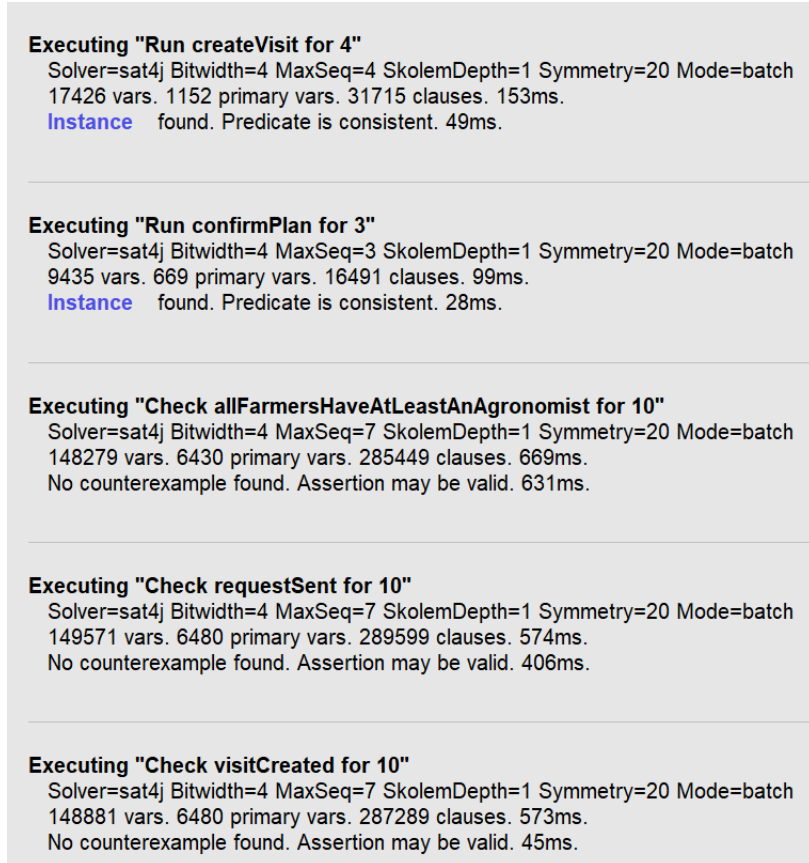 Executing "Run createVisit for 4"
Solver=sat4j Bitwidth=4 MaxSeq=4 SkolemDepth=1 Symmetry=20 Mode=batch
17426 vars. 1152 primary vars. 31715 clauses. 153ms.
Instance found. Predicate is consistent. 49ms.
Executing "Run confirmPlan for 3"
Solver=sat4j Bitwidth=4 MaxSeq=3 SkolemDepth=1 Symmetry=20 Mode=batch
9435 vars. 669 primary vars. 16491 clauses. 99ms.
Instance found. Predicate is consistent. 28ms.
Executing "Check allFarmersHaveAtLeastAnAgronomist for 10"
Solver=sat4j Bitwidth=4 MaxSeq=7 SkolemDepth=1 Symmetry=20 Mode=batch
148279 vars. 6430 primary vars. 285449 clauses. 669ms.
No counterexample found. Assertion may be valid. 631ms.
Executing "Check requestSent for 10"
Solver=sat4j Bitwidth=4 MaxSeq=7 SkolemDepth=1 Symmetry=20 Mode=batch
149571 vars. 6480 primary vars. 289599 clauses. 574ms.
No counterexample found. Assertion may be valid. 406ms.
Executing "Check visitCreated for 10"
Solver=sat4j Bitwidth=4 MaxSeq=7 SkolemDepth=1 Symmetry=20 Mode=batch
148881 vars. 6480 primary vars. 287289 clauses. 573ms.
No counterexample found. Assertion may be valid. 45ms.